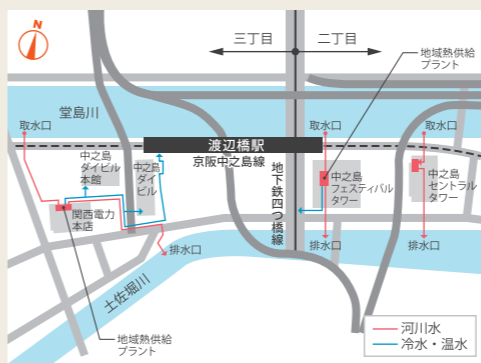 N
三丁目
二丁目
地域熱供給
プラント
堂島川
取水口
渡辺橋駅
京阪中之島線
取水口
取水口
中之島
ダイビル
本館
中之島
ダイ
ビル
地下鉄四つ橋線
中之島
フェスティバル
タワー
中之島
セントラル
タワー
関西電力
本店
排水口
排水口
排水口
土佐堀川
地域熱供給
プラント
河川水
冷水・温水